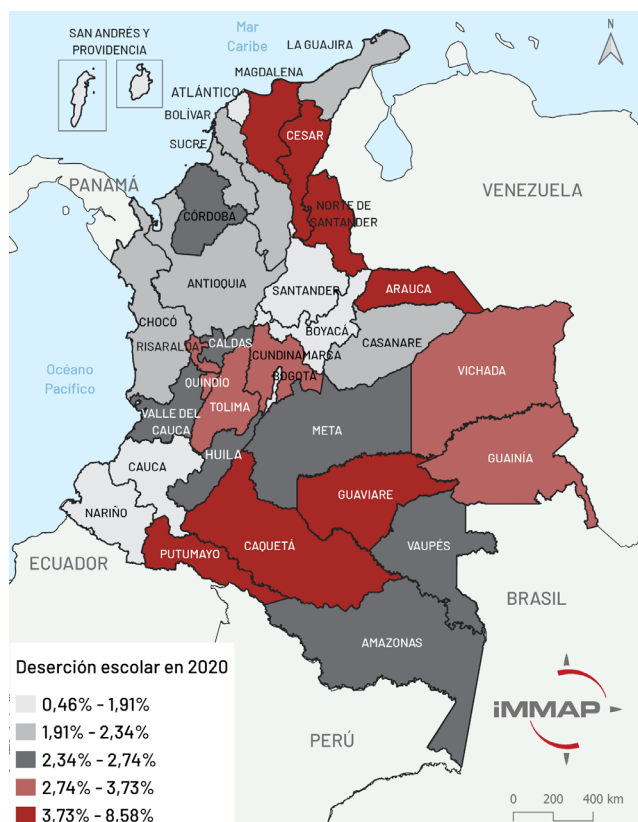 SAN ANDRÉS Y
PROVIDENCIA
Mar
Caribe
LA GUAJIRA
N
MAGDALENA
ATLÁNTICO
BOLÍVAR
CESAR
SUCRE
PANAMÁ
VENEZUELA
NORTE DE
SANTANDER
CÓRDOBA
ANTIOQUIA
SANTANDER
ARAUCA
CHOCÓ
BOYACÁ
RISARALDA
CALDAS
CASANARE
CUNDINAMARCA
Océano
Pacífico
QUINDÍO
BOGOTÁ
VICHADA
TOLIMA
VALLE DEL
CAUCA
META
HUILA
GUAINÍA
CAUCA
GUAVIARE
NARIÑO
CAQUETÁ
VAUPÉS
PUTUMAYO
ECUADOR
BRASIL
AMAZONAS
Deserción escolar en 2020
0,46% - 1,91%
1,91% - 2,34%
2,34% - 2,74%
2,74% - 3,73%
3,73% - 8,58%
iMMAP
PERÚ
0 200 400 km